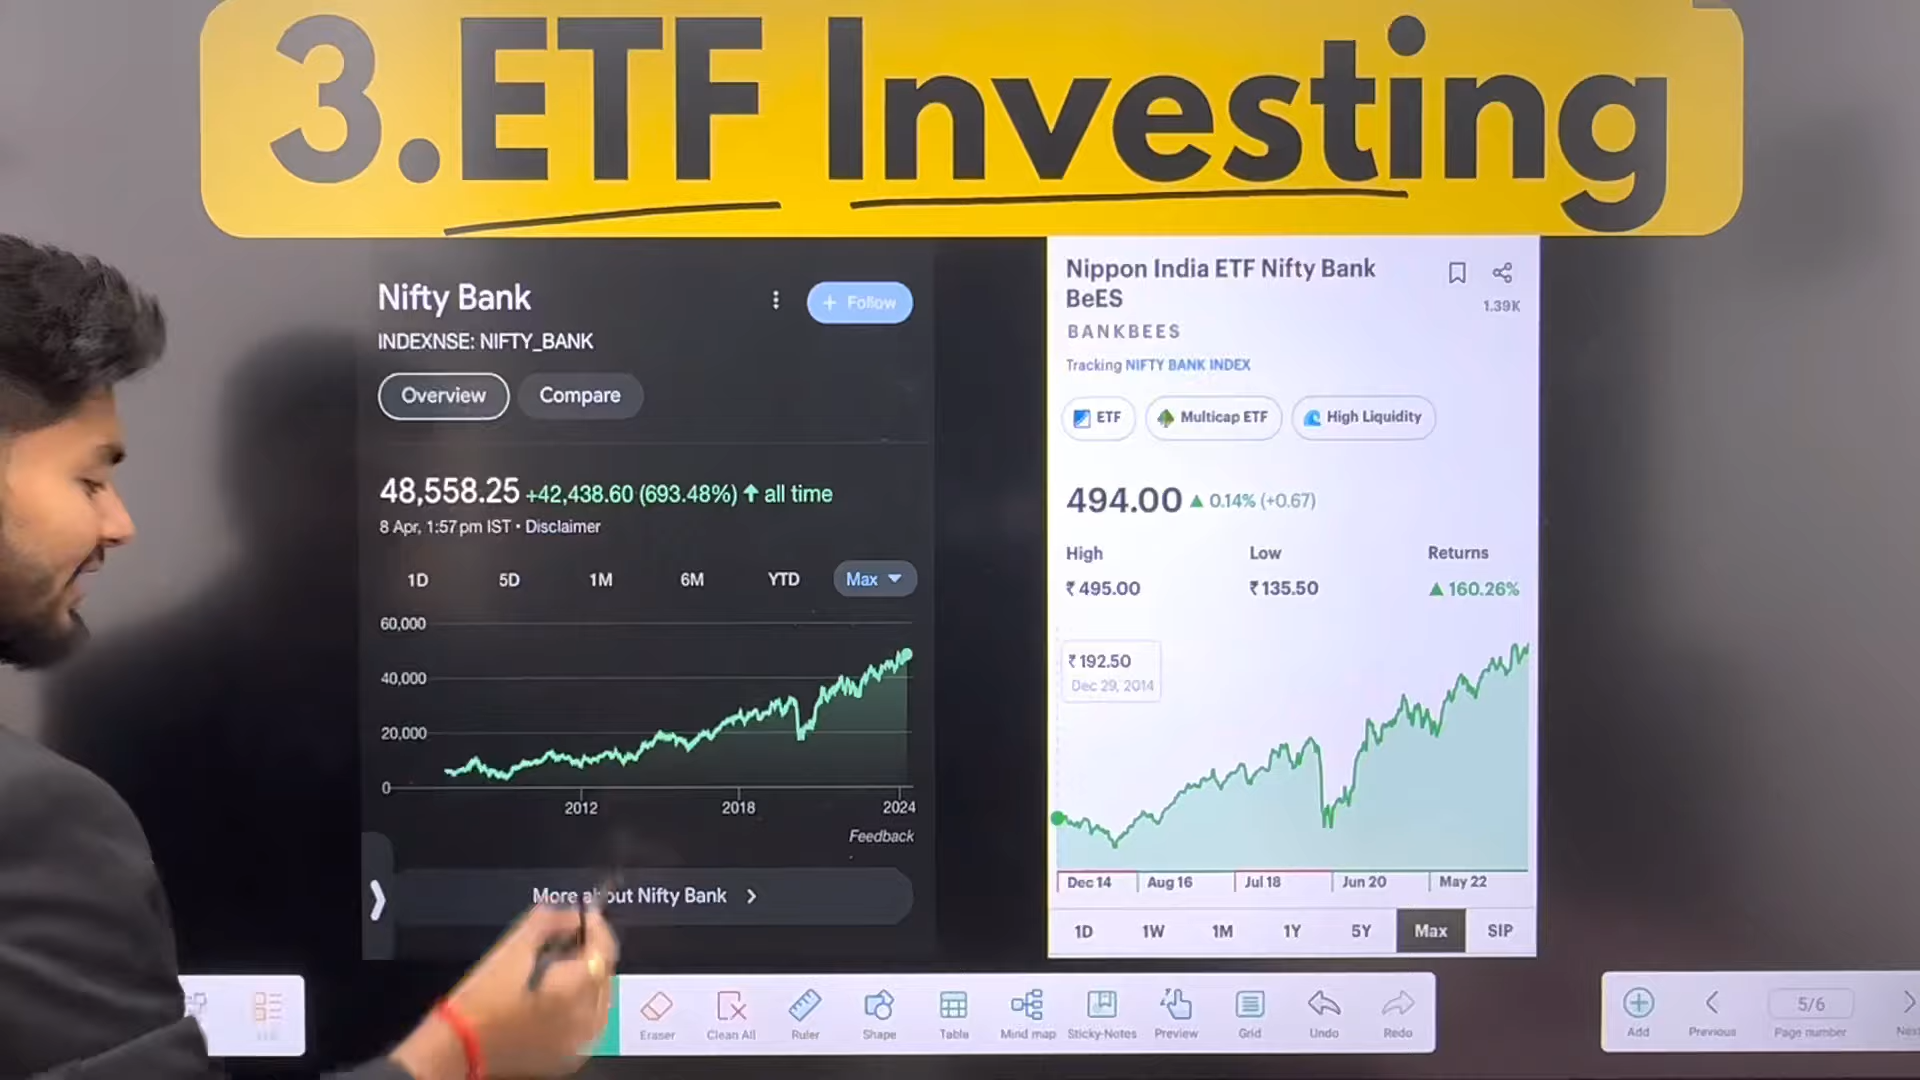 3.ETF Investing
Nifty Bank
+ Follow
INDEXNSE: NIFTY_BANK
Overview
Compare
48,558.25 +42,438.60 (693.48%) ↑ all time
8 Apr, 1:57 pm IST • Disclaimer
1D 5D 1M 6M YTD Max
60,000
40,000
20,000
0
2012 2018 2024
Feedback
More about Nifty Bank
Nippon India ETF Nifty Bank
BeES
1.39K
BANKBEES
Tracking NIFTY BANK INDEX
ETF
Multicap ETF
High Liquidity
494.00 ▲ 0.14% (+0.67)
High Low Returns
₹495.00 ₹135.50 ▲ 160.26%
₹192.50
Dec 29, 2014
Dec 14 Aug 16 Jul 18 Jun 20 May 22
1D 1W 1M 1Y 5Y Max SIP
Eraser Clean All Ruler Shape Table Mind map Sticky-Notes Preview Grid Undo Redo
5/6
Add Previous Page number Next